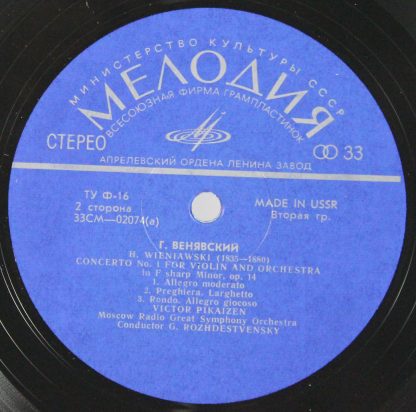 МИНИСТЕРСТВО КУЛЬТУРЫ СССР
МЕЛОДИЯ
ВСЕСОЮЗНАЯ ФИРМА ГРАМПЛАСТИНОК
СТЕРЕО
33
АПРЕЛЕВСКИЙ ОРДЕНА ЛЕНИНА ЗАВОД
ТУ Ф-16
2 сторона
33СМ—02074(а)
MADE IN USSR
Вторая гр.
Г. ВЕНЯВСКИЙ
H. WIENIAWSKI (1835—1880)
CONCERTO No. 1 FOR VIOLIN AND ORCHESTRA
in F sharp Minor, op. 14
1. Allegro moderato
2. Preghiera. Larghetto
3. Rondo. Allegro giocoso
VICTOR PIKAIZEN
Moscow Radio Great Symphony Orchestra
Conductor G. ROZHDESTVENSKY